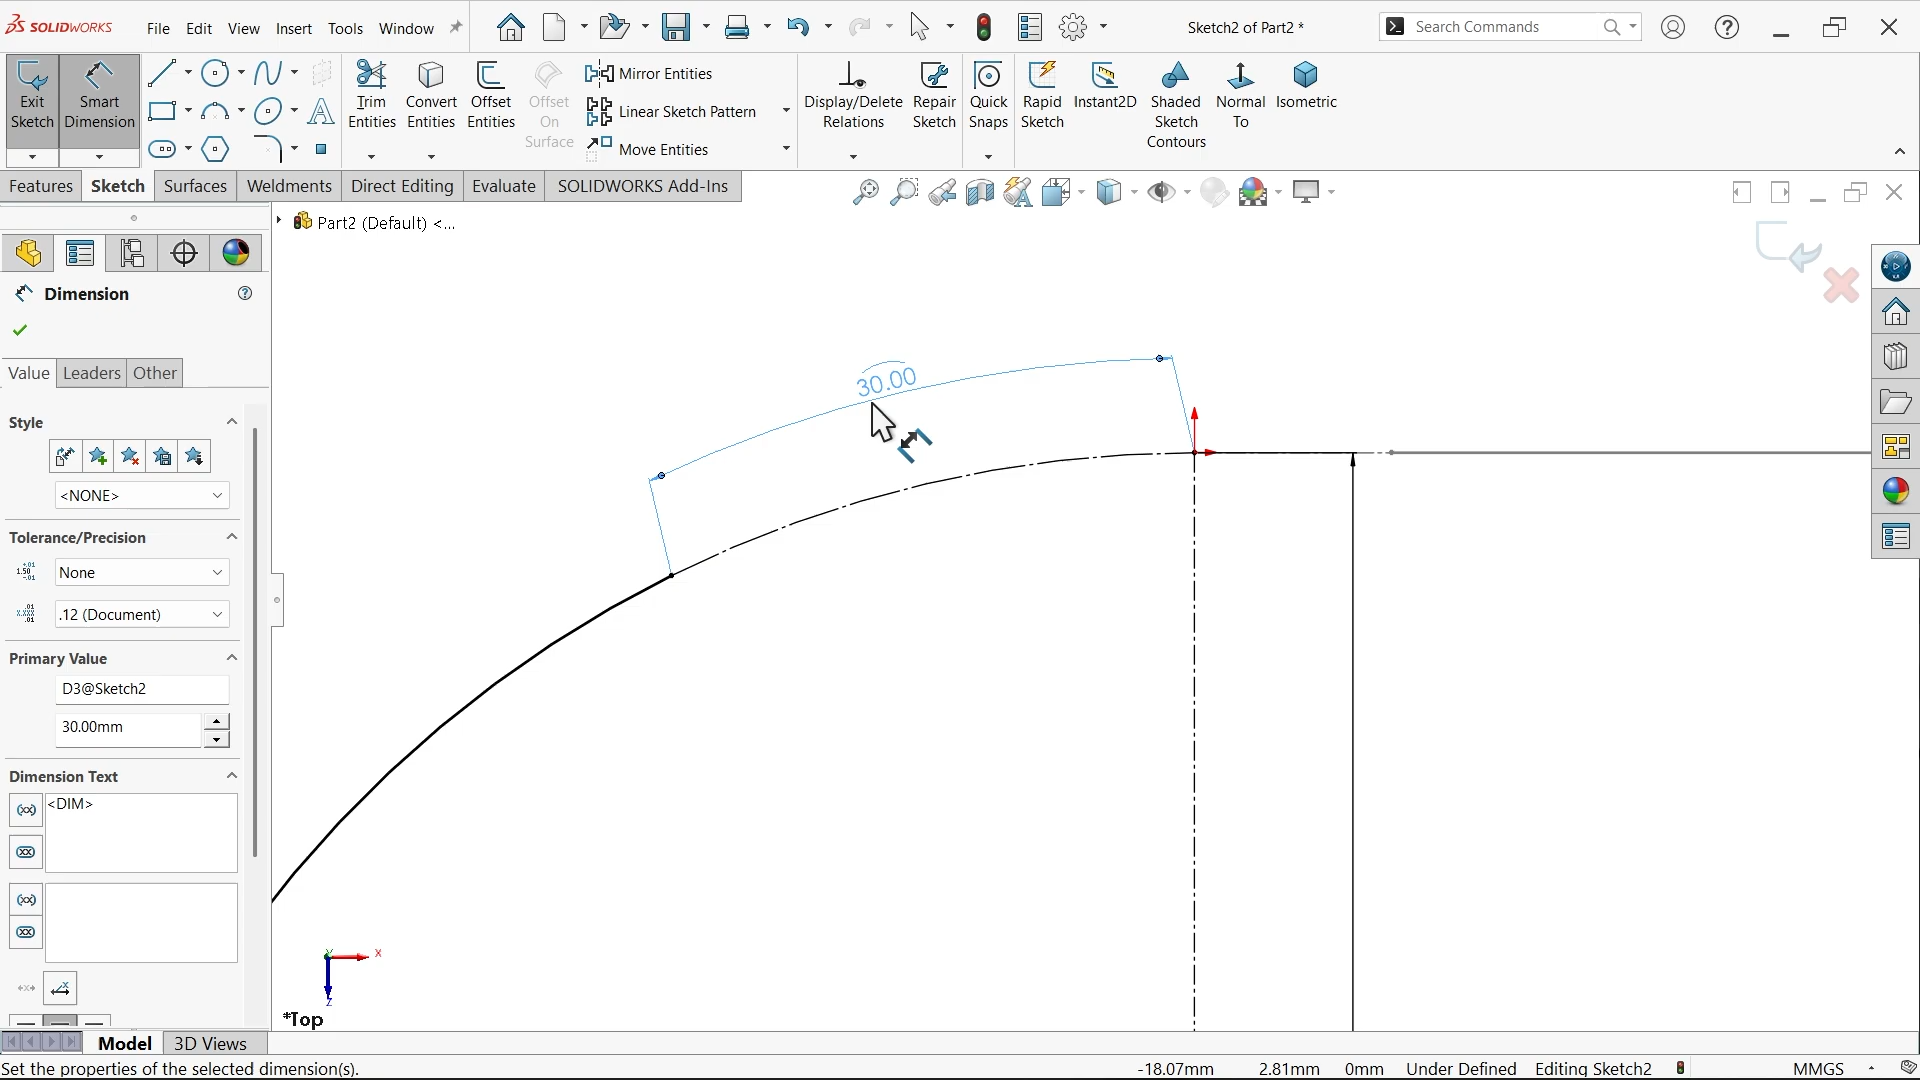 SOLIDWORKS
File Edit View Insert Tools Window
Sketch2 of Part2 *
Search Commands
Exit Sketch
Smart Dimension
Trim Entities
Convert Entities
Offset Entities
Offset On Surface
Mirror Entities
Linear Sketch Pattern
Move Entities
Display/Delete Relations
Repair Sketch
Quick Snaps
Rapid Sketch
Instant2D
Shaded Sketch Contours
Normal To
Isometric
Features Sketch Surfaces Weldments Direct Editing Evaluate SOLIDWORKS Add-Ins
Part2 (Default) <...
Dimension
Value Leaders Other
Style
<NONE>
Tolerance/Precision
None
.12 (Document)
Primary Value
D3@Sketch2
30.00mm
Dimension Text
<DIM>
30.00
Y
X
Z
*Top
Model 3D Views
Set the properties of the selected dimension(s).
-18.07mm 2.81mm 0mm Under Defined Editing Sketch2 MMGS